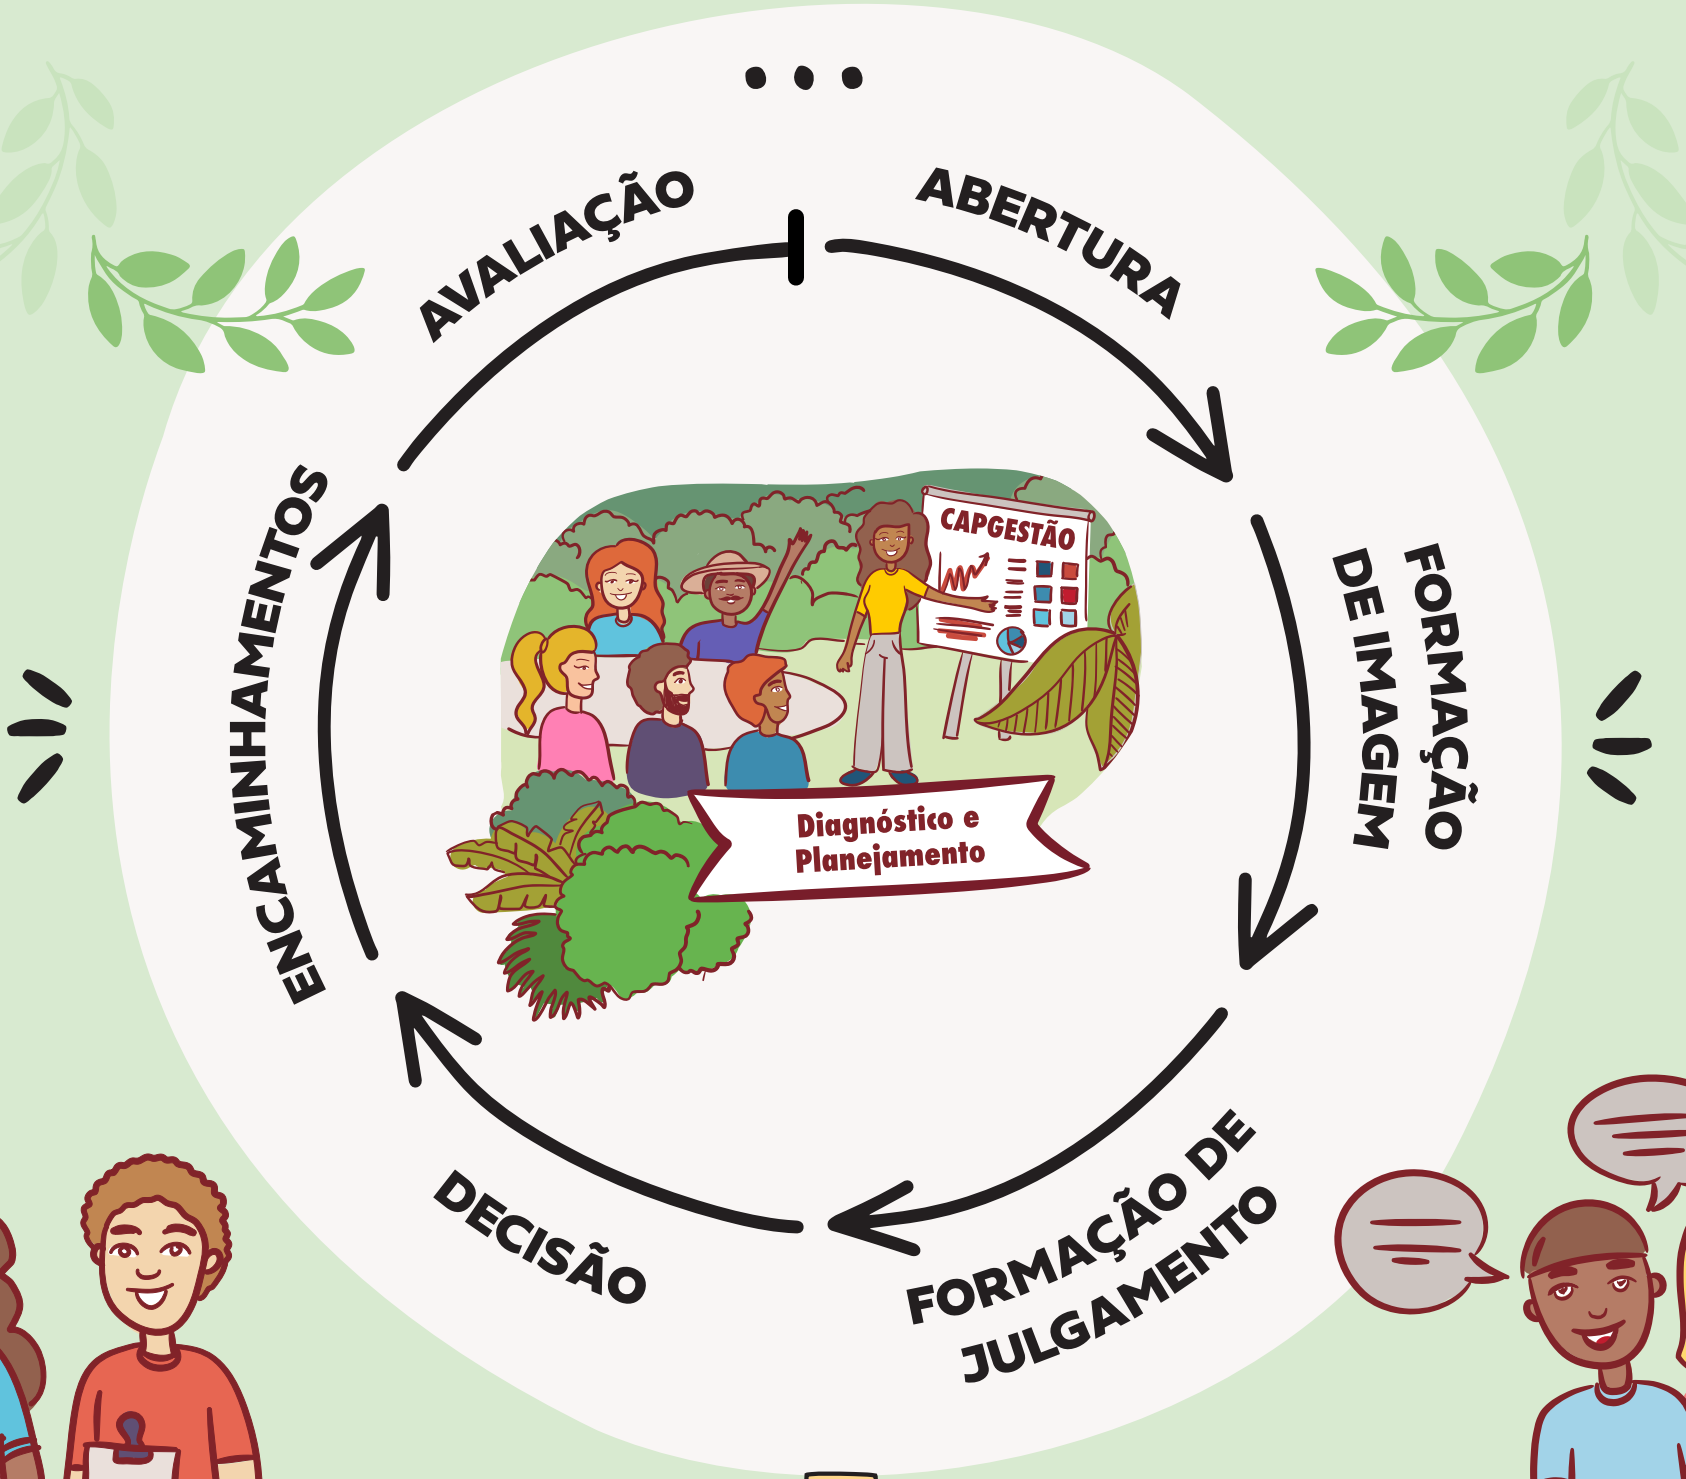 • • •
ABERTURA
FORMAÇÃO
DE IMAGEM
FORMAÇÃO DE
JULGAMENTO
DECISÃO
ENCAMINHAMENTOS
AVALIAÇÃO
CAPGESTÃO
Diagnóstico e
Planejamento